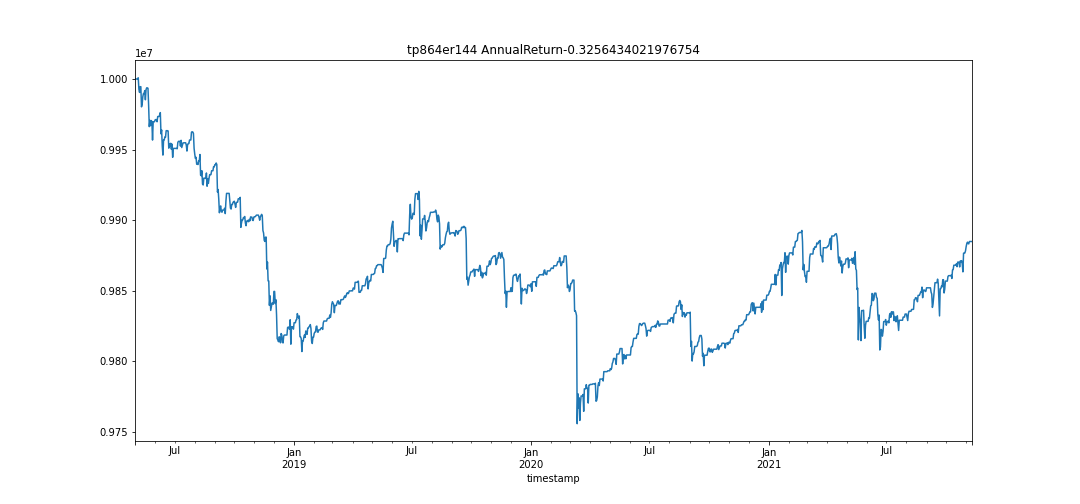 tp864er144 AnnualReturn-0.3256434021976754
1e7
1.000
0.995
0.990
0.985
0.980
0.975
Jul
Jan
2019
Jul
Jan
2020
Jul
Jan
2021
Jul
timestamp